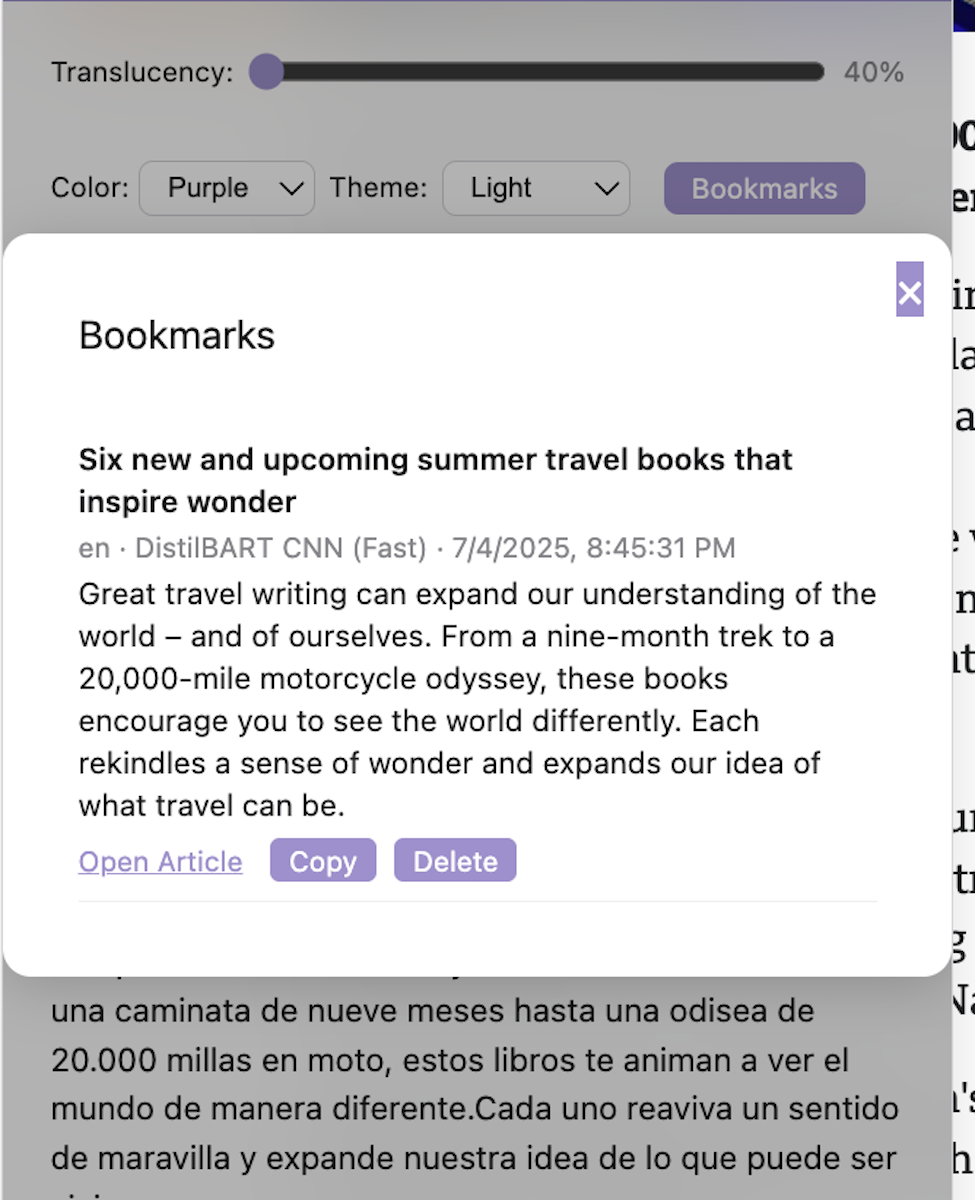 Translucency: 40%
Color: Purple Theme: Light Bookmarks
Bookmarks
Six new and upcoming summer travel books that
inspire wonder
en · DistilBART CNN (Fast) · 7/4/2025, 8:45:31 PM
Great travel writing can expand our understanding of the
world – and of ourselves. From a nine-month trek to a
20,000-mile motorcycle odyssey, these books
encourage you to see the world differently. Each
rekindles a sense of wonder and expands our idea of
what travel can be.
Open Article Copy Delete
una caminata de nueve meses hasta una odisea de
20.000 millas en moto, estos libros te animan a ver el
mundo de manera diferente.Cada uno reaviva un sentido
de maravilla y expande nuestra idea de lo que puede ser